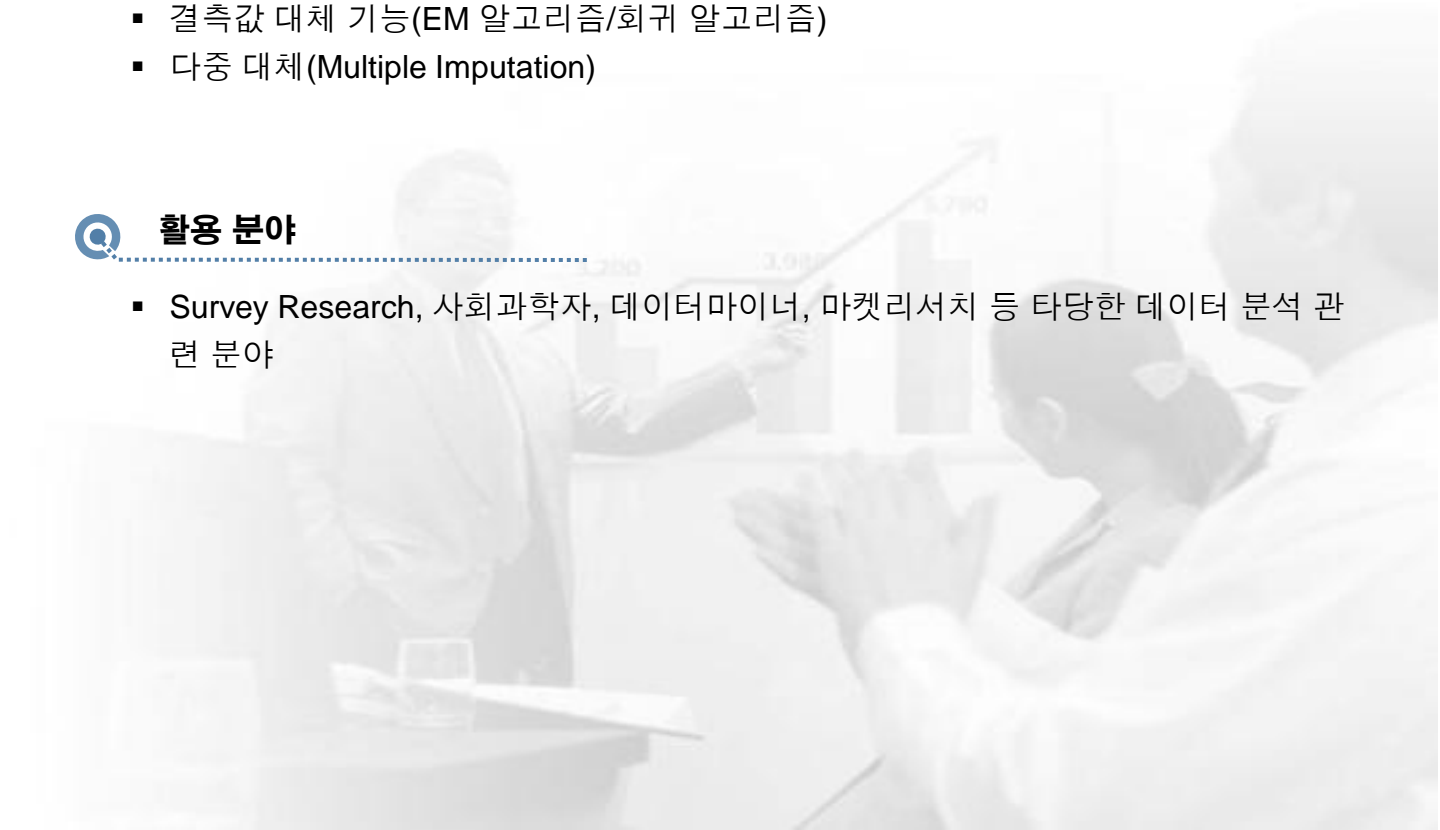 ▪ 결측값 대체 기능(EM 알고리즘/회귀 알고리즘)
▪ 다중 대체(Multiple Imputation)
활용 분야
▪ Survey Research, 사회과학자, 데이터마이너, 마켓리서치 등 타당한 데이터 분석 관
련 분야